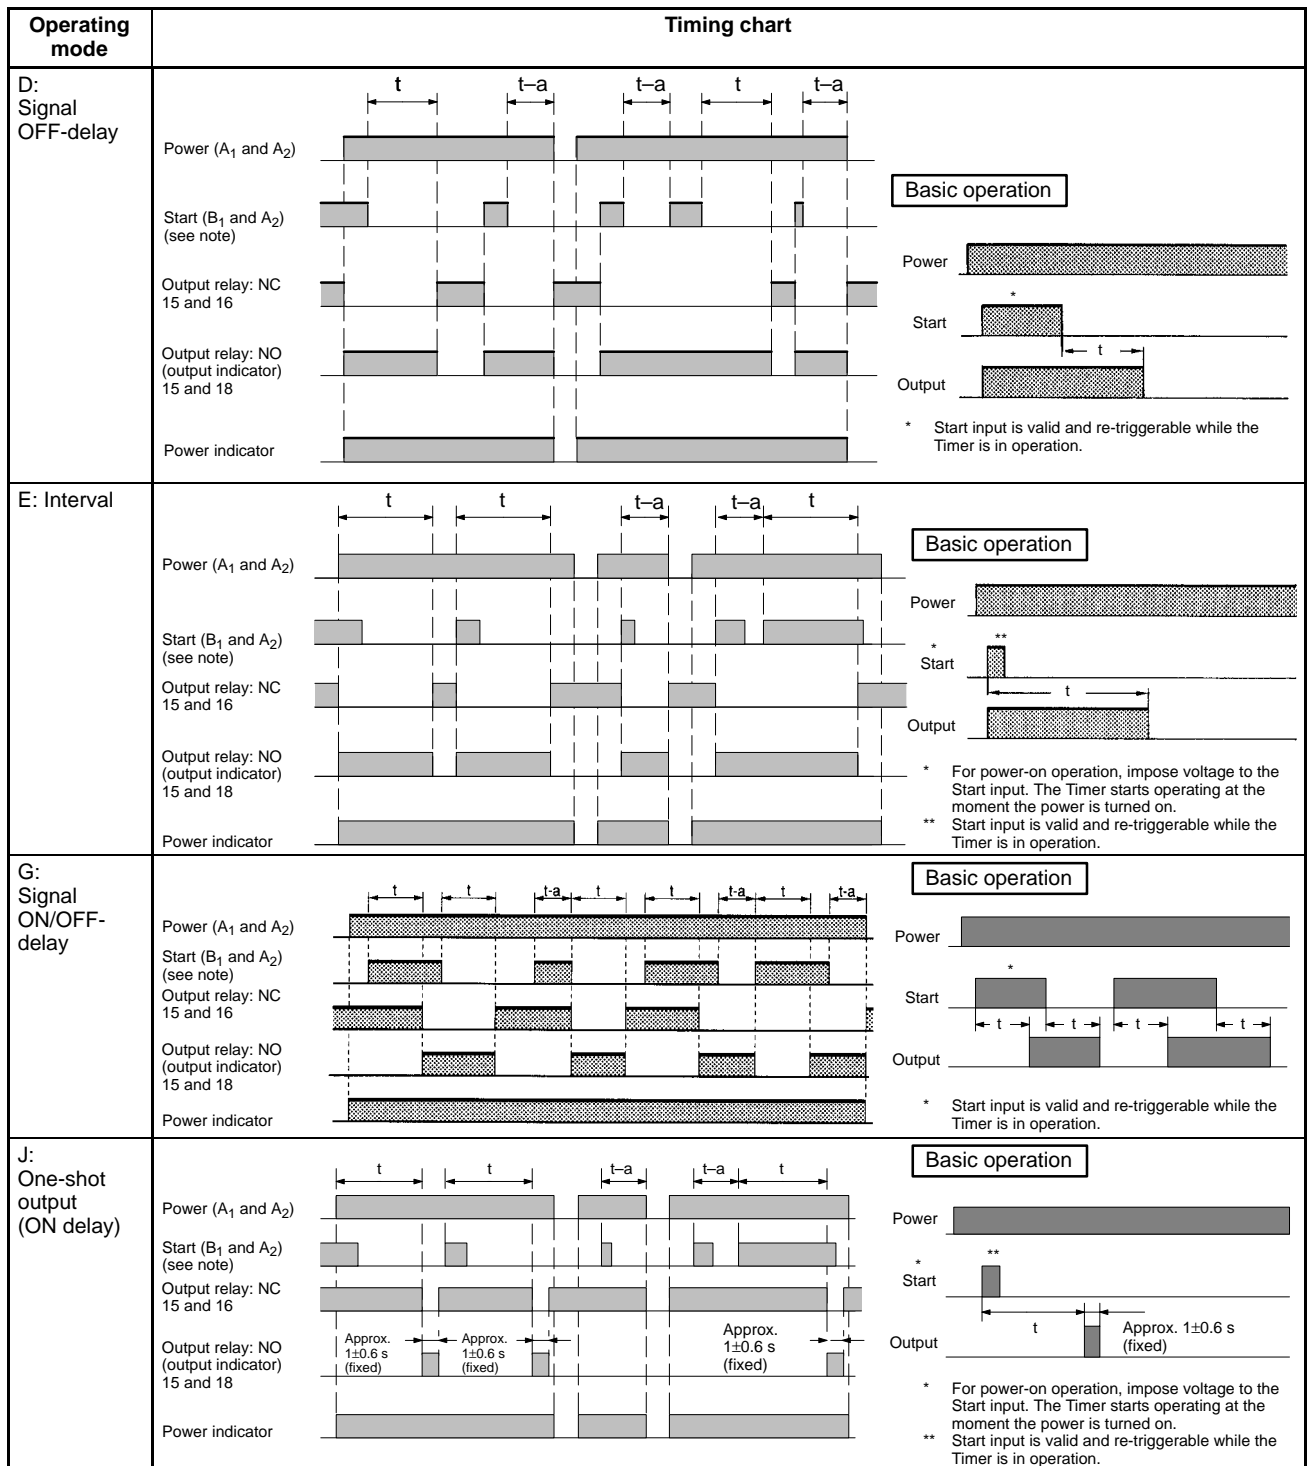 Operating
mode
Timing chart
D:
Signal
OFF-delay
t
t–a
t–a
t
t–a
Power (A1 and A2)
Start (B1 and A2)
(see note)
Output relay: NC
15 and 16
Output relay: NO
(output indicator)
15 and 18
Power indicator
Basic operation
Power
*
Start
t
Output
* Start input is valid and re-triggerable while the
Timer is in operation.
E: Interval
t
t
t–a
t–a
t
Power (A1 and A2)
Start (B1 and A2)
(see note)
Output relay: NC
15 and 16
Output relay: NO
(output indicator)
15 and 18
Power indicator
Basic operation
Power
**
*
Start
t
Output
* For power-on operation, impose voltage to the
Start input. The Timer starts operating at the
moment the power is turned on.
** Start input is valid and re-triggerable while the
Timer is in operation.
G:
Signal
ON/OFF-
delay
t
t
t-a
t
t
t-a
t
t-a
Power (A1 and A2)
Start (B1 and A2)
(see note)
Output relay: NC
15 and 16
Output relay: NO
(output indicator)
15 and 18
Power indicator
Basic operation
Power
*
Start
t
t
t
t
Output
* Start input is valid and re-triggerable while the
Timer is in operation.
J:
One-shot
output
(ON delay)
t
t
t–a
t–a
t
Power (A1 and A2)
Start (B1 and A2)
(see note)
Output relay: NC
15 and 16
Output relay: NO
(output indicator)
15 and 18
Approx.
1±0.6 s
(fixed)
Approx.
1±0.6 s
(fixed)
Approx.
1±0.6 s
(fixed)
Power indicator
Basic operation
Power
**
*
Start
t
Approx. 1±0.6 s
(fixed)
Output
* For power-on operation, impose voltage to the
Start input. The Timer starts operating at the
moment the power is turned on.
** Start input is valid and re-triggerable while the
Timer is in operation.